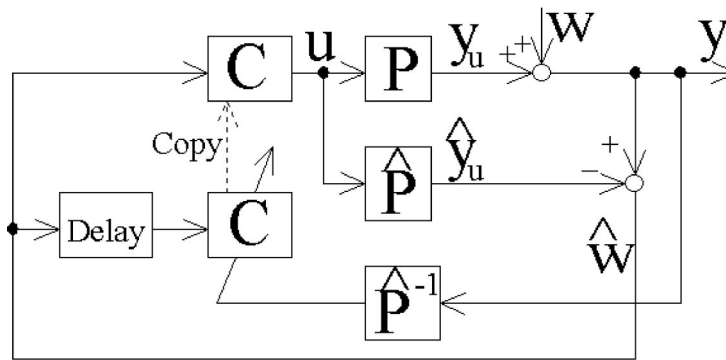 C u P y_u + + w y
Copy
P̂ ŷ_u − +
Delay C ŵ
P̂⁻¹